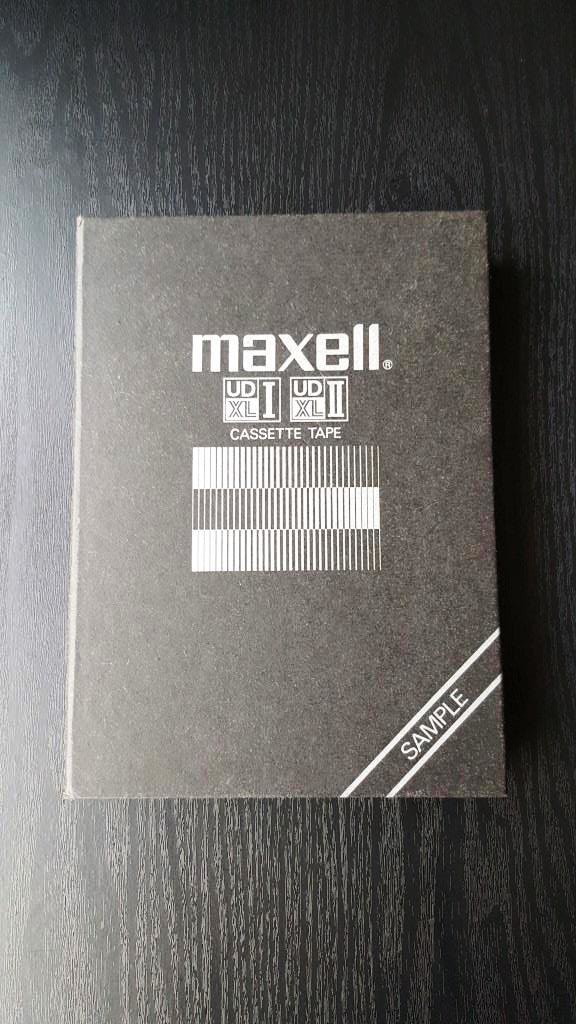 maxell®
UD XL I UD XL II
CASSETTE TAPE
SAMPLE